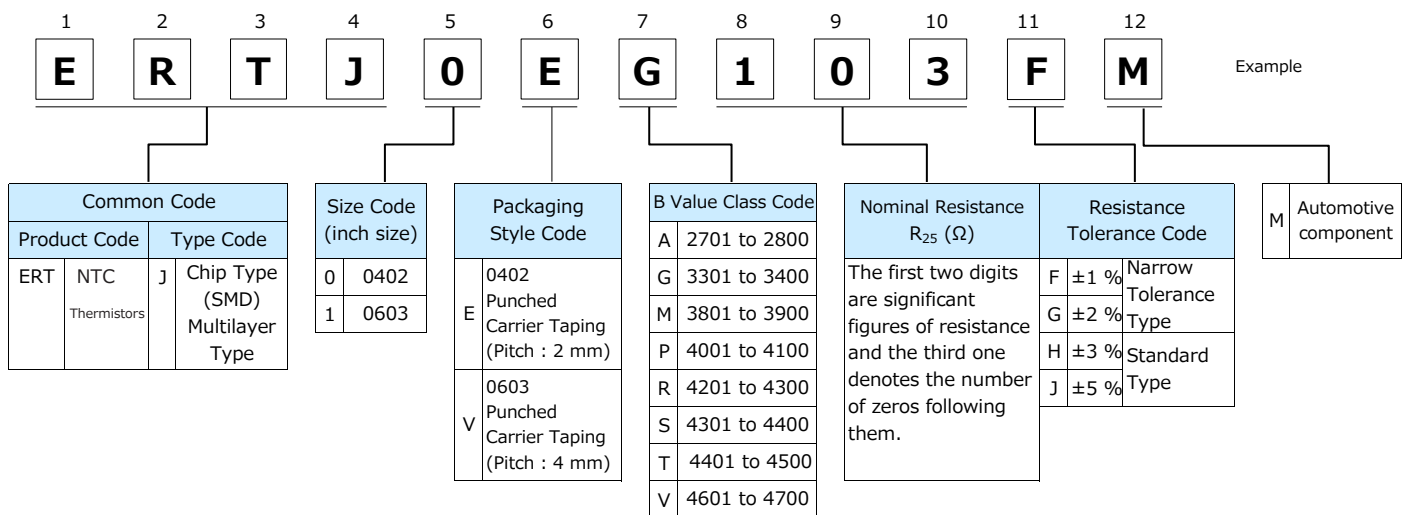 1 2 3 4 5 6 7 8 9 10 11 12
E R T J 0 E G 1 0 3 F M Example
Common Code
Product Code Type Code
ERT NTC Thermistors
J Chip Type
(SMD)
Multilayer
Type
Size Code
(inch size)
0 0402
1 0603
Packaging
Style Code
E 0402
Punched
Carrier Taping
(Pitch : 2 mm)
V 0603
Punched
Carrier Taping
(Pitch : 4 mm)
B Value Class Code
A 2701 to 2800
G 3301 to 3400
M 3801 to 3900
P 4001 to 4100
R 4201 to 4300
S 4301 to 4400
T 4401 to 4500
V 4601 to 4700
Nominal Resistance
R₂₅ (Ω)
The first two digits
are significant
figures of resistance
and the third one
denotes the number
of zeros following
them.
Resistance
Tolerance Code
F ±1 % Narrow
Tolerance
G ±2 % Type
H ±3 % Standard
J ±5 % Type
M Automotive
component